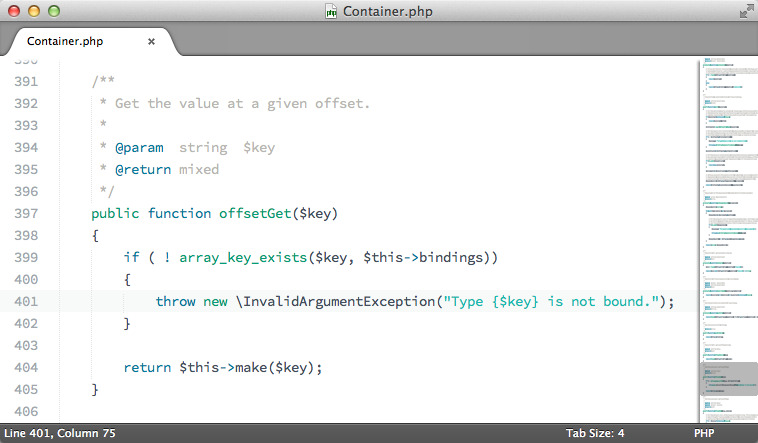 Container.php
Container.php
390
391 /**
392 * Get the value at a given offset.
393 *
394 * @param  string  $key
395 * @return mixed
396 */
397 public function offsetGet($key)
398 {
399 if ( ! array_key_exists($key, $this->bindings))
400 {
401 throw new \InvalidArgumentException("Type {$key} is not bound.");
402 }
403
404 return $this->make($key);
405 }
406
Line 401, Column 75 Tab Size: 4 PHP